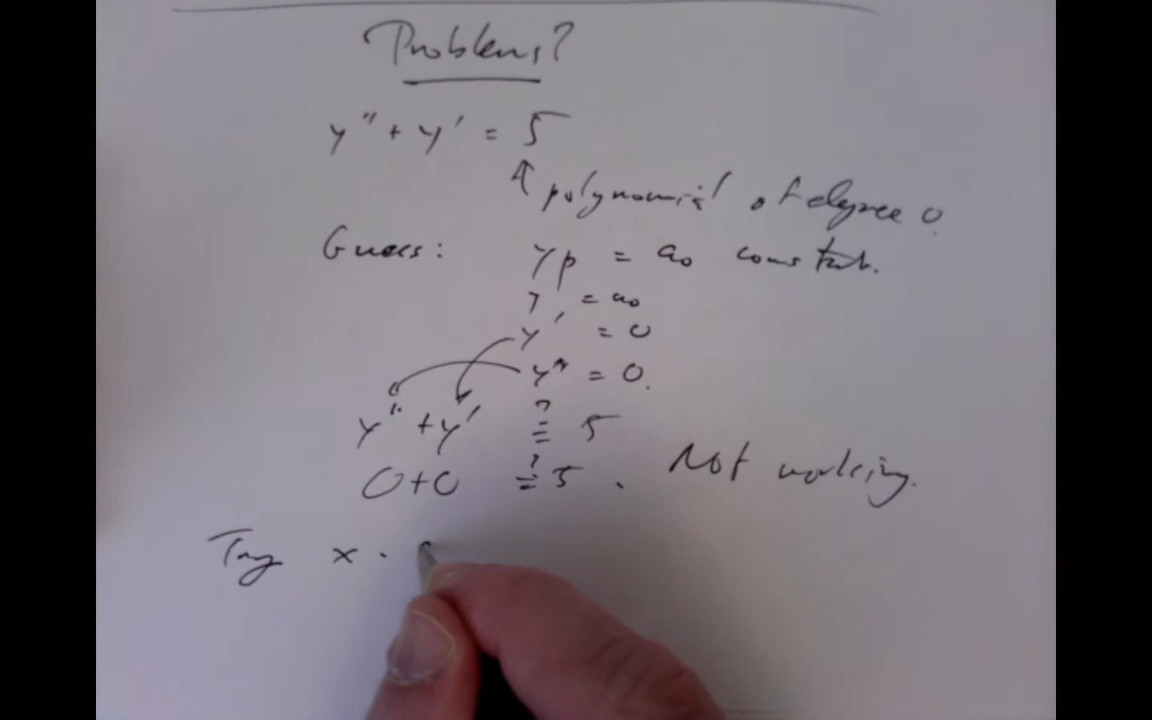 Problems?
y" + y' = 5
↑ polynomial of degree 0.
Guess: yp = a₀ constant.
y = a₀
y' = 0
y" = 0.
y" + y' ≟ 5
0+0 ≟ 5. Not working.
Try x ·